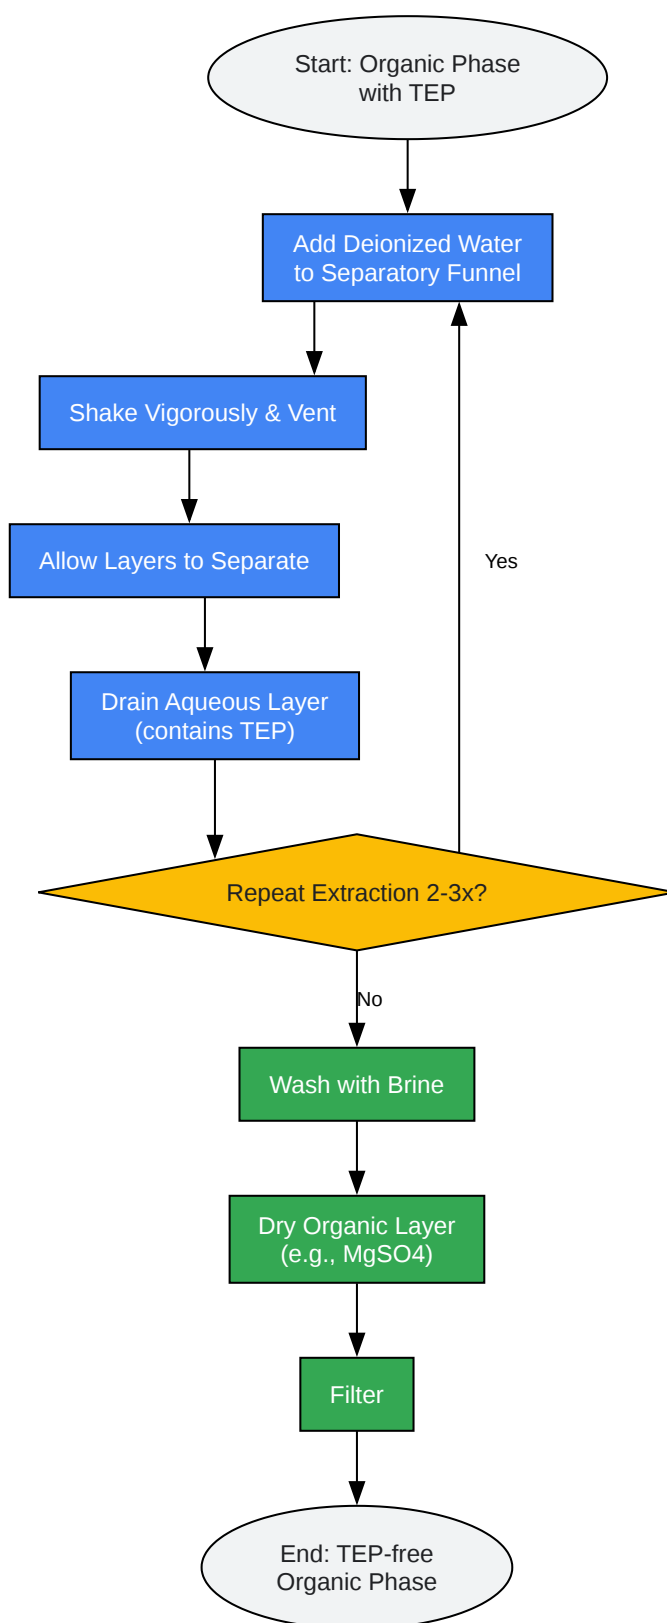 Start: Organic Phase
with TEP
Add Deionized Water
to Separatory Funnel
Shake Vigorously & Vent
Allow Layers to Separate
Yes
Drain Aqueous Layer
(contains TEP)
Repeat Extraction 2-3x?
No
Wash with Brine
Dry Organic Layer
(e.g., MgSO4)
Filter
End: TEP-free
Organic Phase